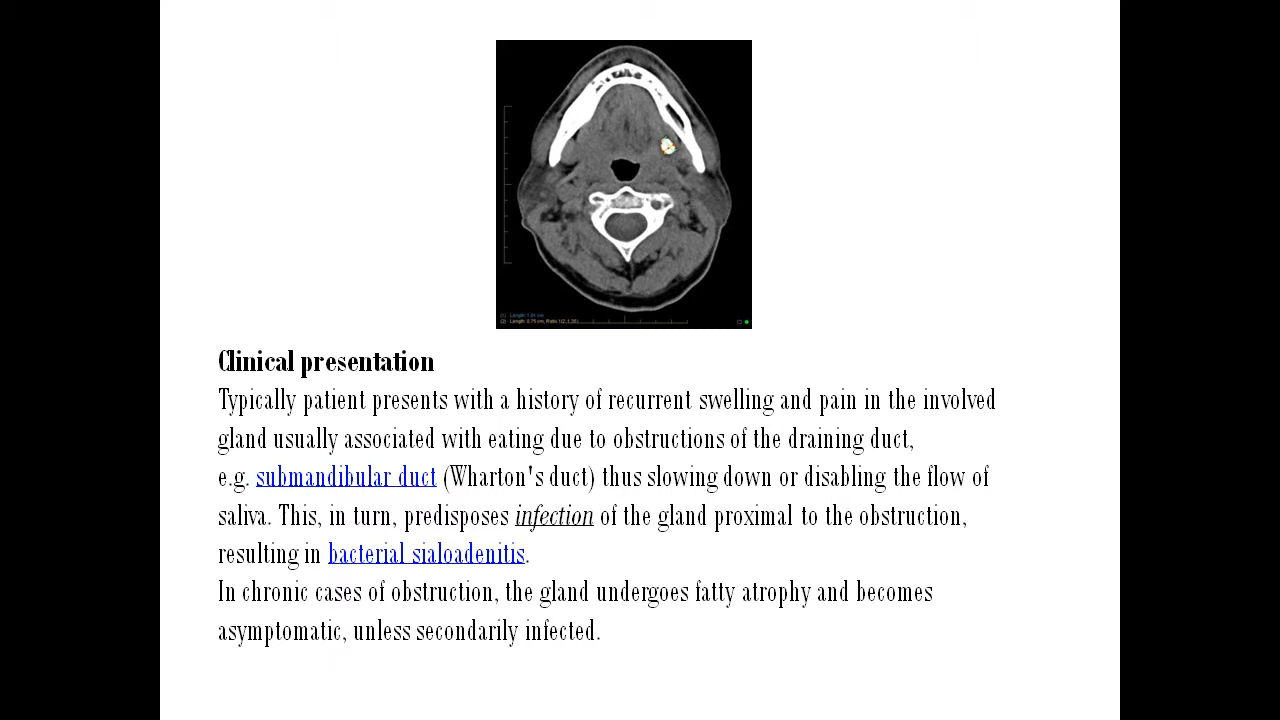 Clinical presentation
Typically patient presents with a history of recurrent swelling and pain in the involved
gland usually associated with eating due to obstructions of the draining duct,
e.g. submandibular duct (Wharton's duct) thus slowing down or disabling the flow of
saliva. This, in turn, predisposes infection of the gland proximal to the obstruction,
resulting in bacterial sialoadenitis.
In chronic cases of obstruction, the gland undergoes fatty atrophy and becomes
asymptomatic, unless secondarily infected.